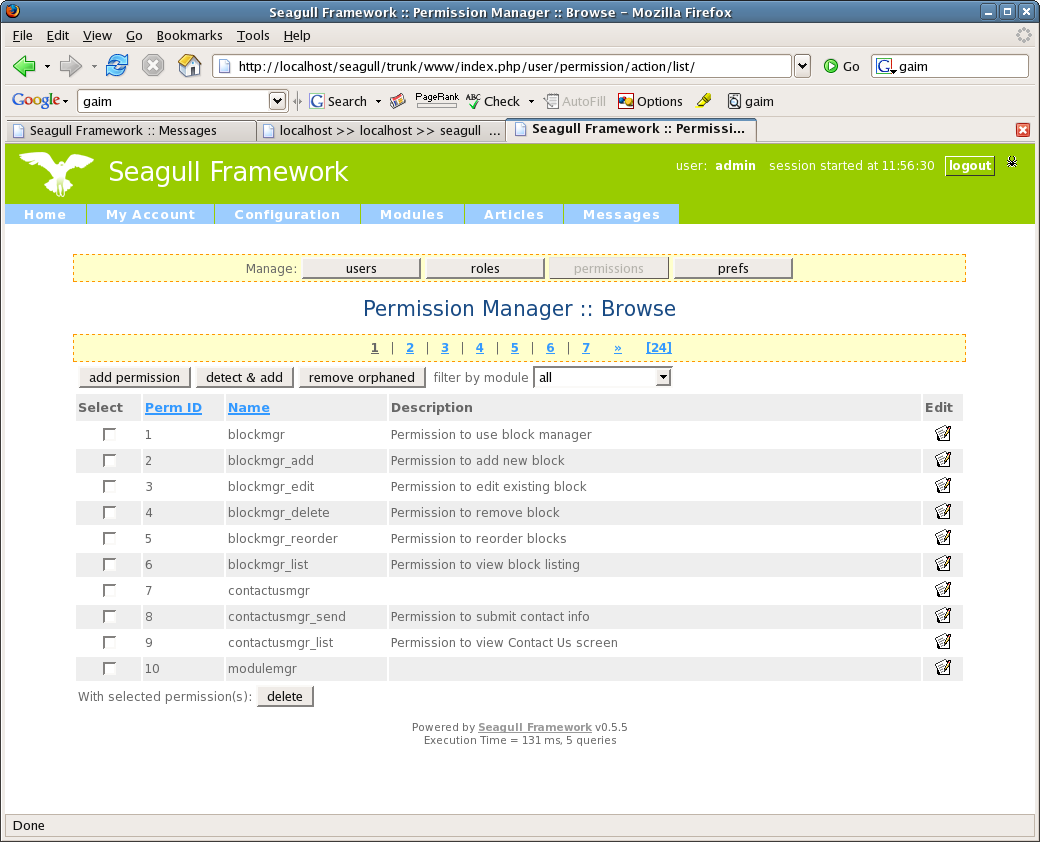 Seagull Framework :: Permission Manager :: Browse - Mozilla Firefox
File Edit View Go Bookmarks Tools Help
http://localhost/seagull/trunk/www/index.php/user/permission/action/list/ Go G gaim
Google gaim G Search PageRank ABC Check AutoFill Options gaim
Seagull Framework :: Messages localhost >> localhost >> seagull ... Seagull Framework :: Permissi...
Seagull Framework user: admin session started at 11:56:30 logout
Home My Account Configuration Modules Articles Messages
Manage: users roles permissions prefs
Permission Manager :: Browse
1 | 2 | 3 | 4 | 5 | 6 | 7 » [24]
add permission detect & add remove orphaned filter by module all
Select Perm ID Name Description Edit
1 blockmgr Permission to use block manager
2 blockmgr_add Permission to add new block
3 blockmgr_edit Permission to edit existing block
4 blockmgr_delete Permission to remove block
5 blockmgr_reorder Permission to reorder blocks
6 blockmgr_list Permission to view block listing
7 contactusmgr
8 contactusmgr_send Permission to submit contact info
9 contactusmgr_list Permission to view Contact Us screen
10 modulemgr
With selected permission(s): delete
Powered by Seagull Framework v0.5.5
Execution Time = 131 ms, 5 queries
Done